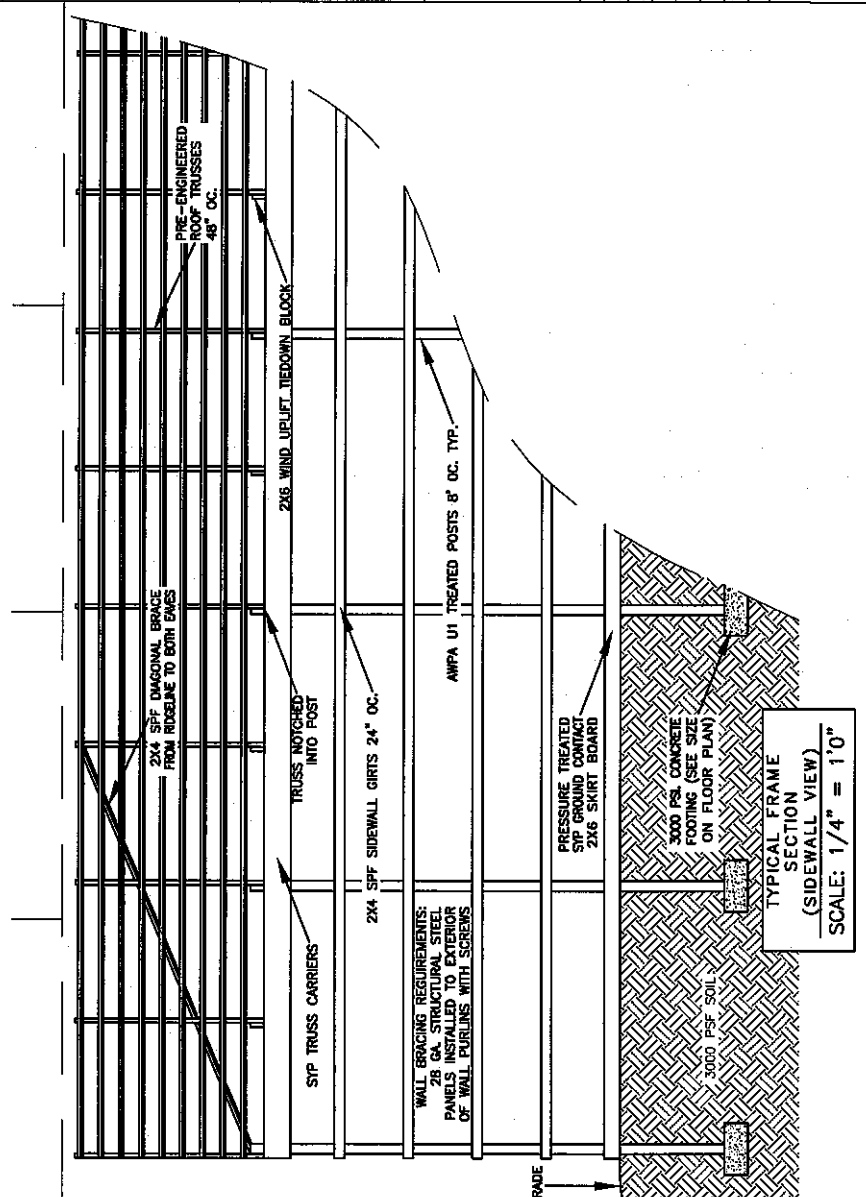 PRE-ENGINEERED
ROOF TRUSSES
48" OC.
2X6 WIND UPLIFT TIEDOWN BLOCK
2X4 SPF DIAGONAL BRACE
FROM RIDGELINE TO BOTH EAVES
TRUSS NOTCHED
INTO POST
AWPA U1 TREATED POSTS 8' OC. TYP.
SYP TRUSS CARRIERS
2X4 SPF SIDEWALL GIRTS 24" OC.
WALL BRACING REQUIREMENTS:
28 GA. STRUCTURAL STEEL
PANELS INSTALLED TO EXTERIOR
OF WALL PURLINS WITH SCREWS
PRESSURE TREATED
SYP GROUND CONTACT
2X6 SKIRT BOARD
3000 PSI. CONCRETE
FOOTING (SEE SIZE
ON FLOOR PLAN)
3000 PSF SOIL
RADE
TYPICAL FRAME
SECTION
(SIDEWALL VIEW)
SCALE: 1/4" = 1'0"